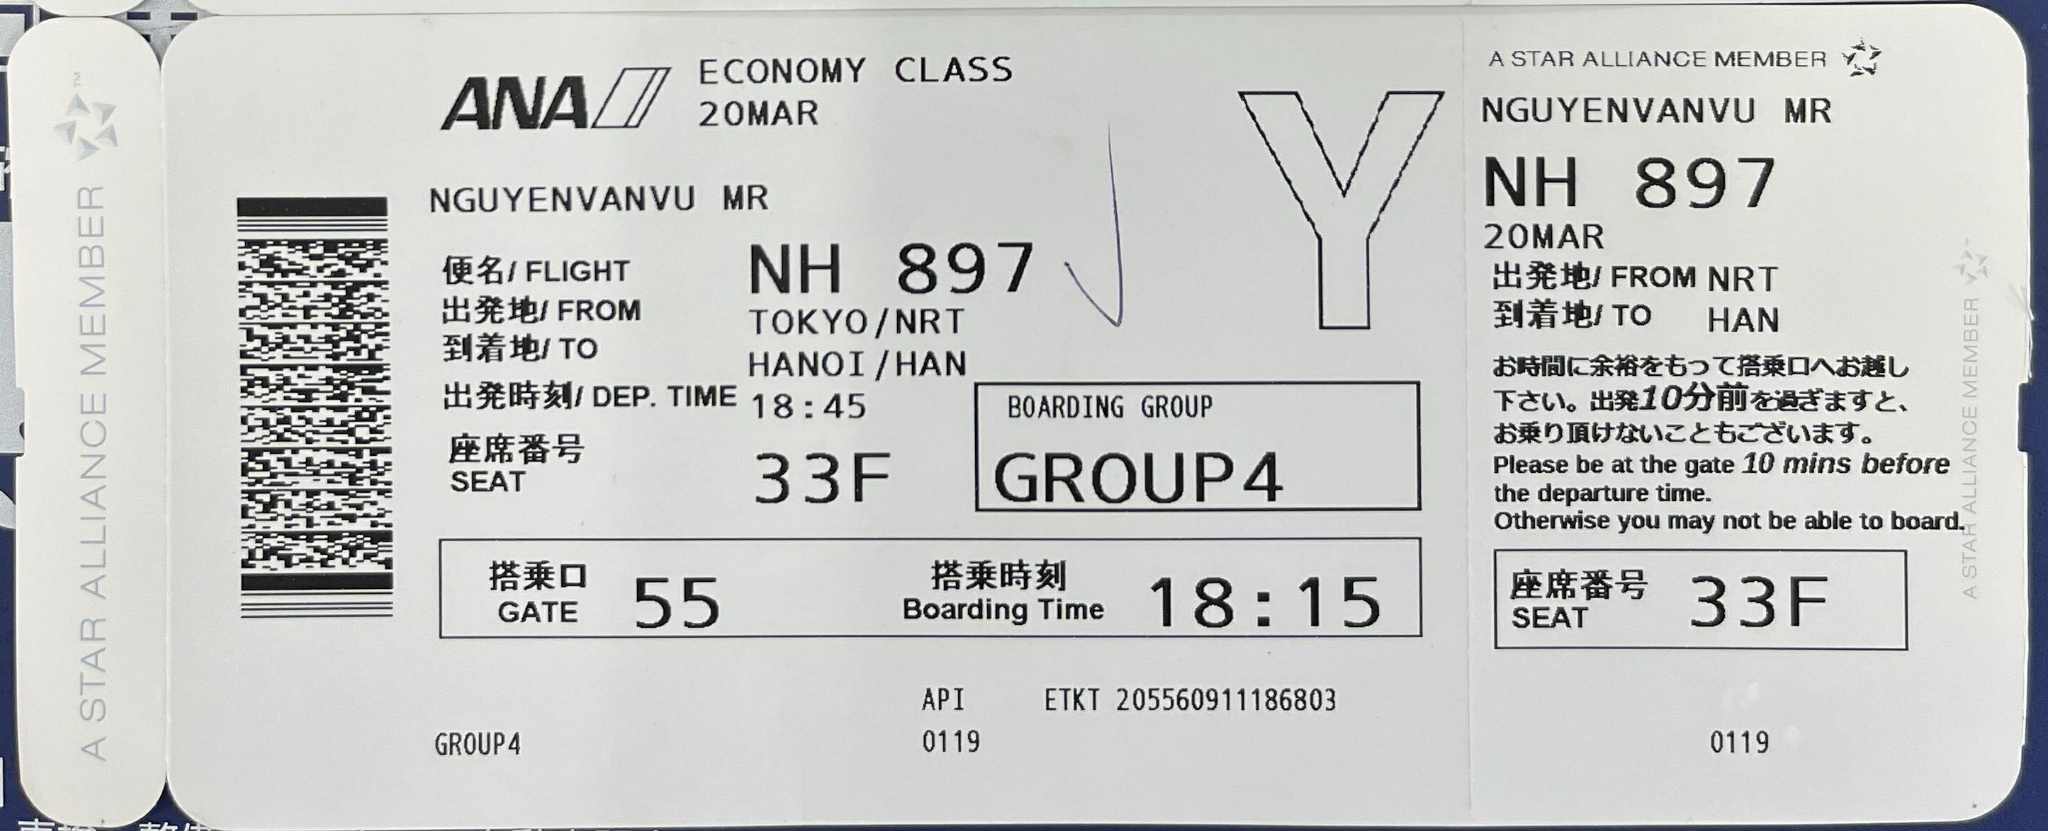 A STAR ALLIANCE MEMBER
ANA
ECONOMY CLASS
20MAR
NGUYENVANVU MR
便名/ FLIGHT NH 897
出発地/ FROM TOKYO/NRT
到着地/ TO HANOI/HAN
出発時刻/ DEP. TIME 18:45
座席番号
SEAT 33F
BOARDING GROUP
GROUP4
搭乗口
GATE 55
搭乗時刻
Boarding Time 18:15
API ETKT 205560911186803
GROUP4 0119
Y
A STAR ALLIANCE MEMBER
NGUYENVANVU MR
NH 897
20MAR
出発地/ FROM NRT
到着地/ TO HAN
お時間に余裕をもって搭乗口へお越し
下さい。出発10分前を過ぎますと、
お乗り頂けないこともございます。
Please be at the gate 10 mins before
the departure time.
Otherwise you may not be able to board.
座席番号
SEAT 33F
0119
A STAR ALLIANCE MEMBER